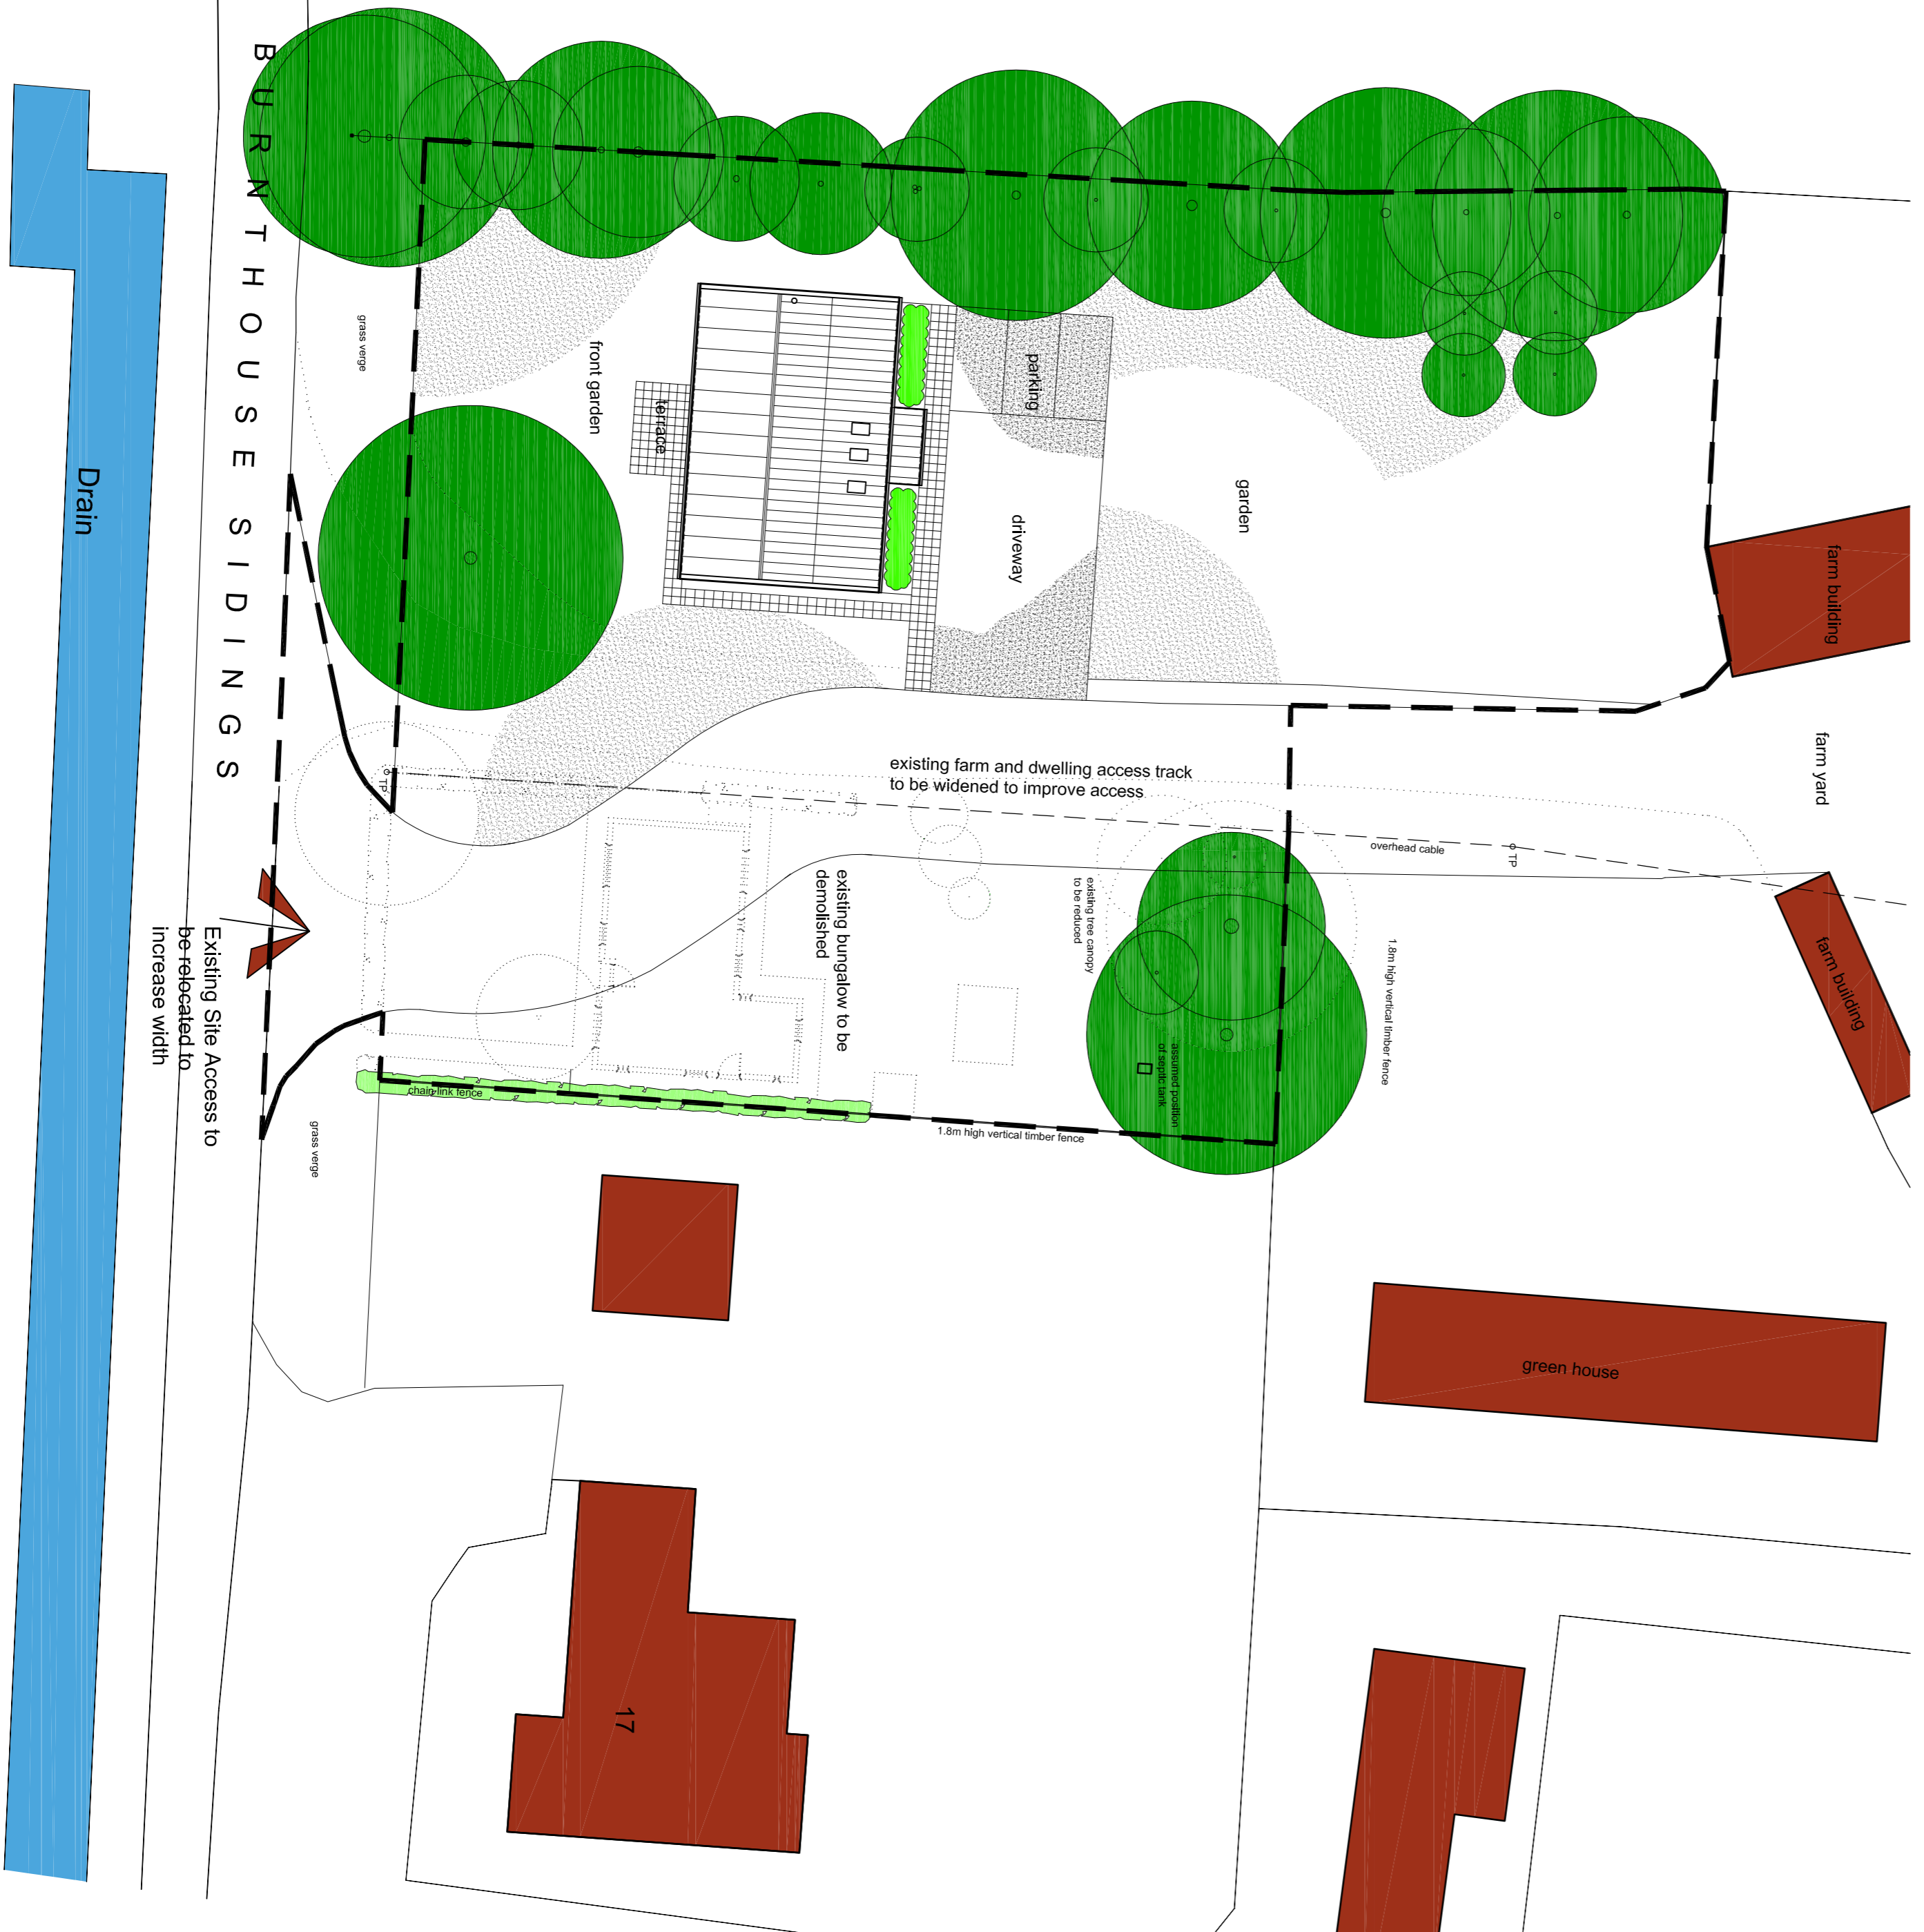 BURNTHOUSE SIDINGS
Drain
grass verge
front garden
terrace
parking
driveway
garden
farm building
farm yard
existing farm and dwelling access track
to be widened to improve access
TP
overhead cable
TP
existing tree canopy
to be reduced
existing bungalow to be
demolished
1.8m high vertical timber fence
farm building
Existing Site Access to
be relocated to
increase width
assumed position
of septic tank
chain link fence
1.8m high vertical timber fence
grass verge
green house
17